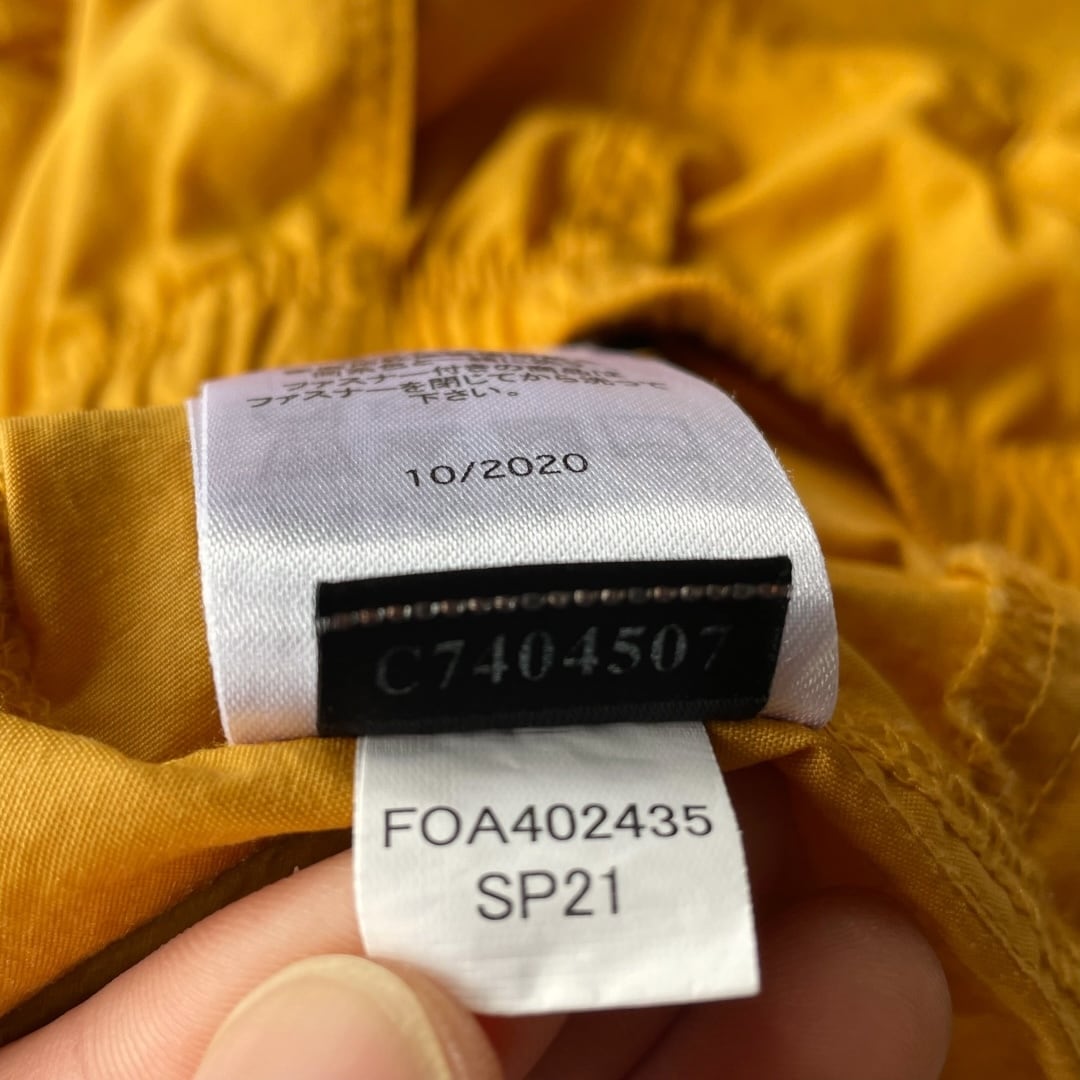 ファスナー付きの商品は
ファスナーを閉じてから洗って
下さい。
10/2020
C7404507
FOA402435
SP21